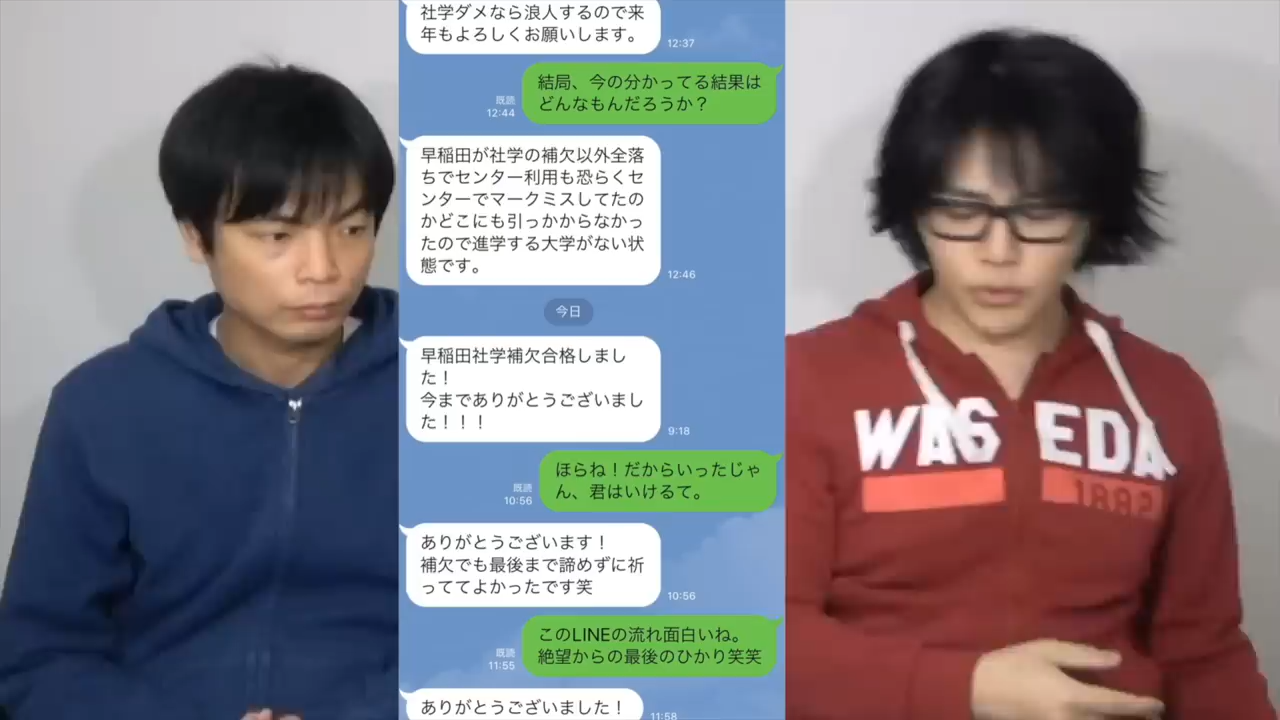 社学ダメなら浪人するので来
年もよろしくお願いします。
12:37
結局、今の分かってる結果は
どんなもんだろうか？
既読
12:44
早稲田が社学の補欠以外全落
ちでセンター利用も恐らくセ
ンターでマークミスしてたの
かどこにも引っかからなかっ
たので進学する大学がない状
態です。
12:46
今日
早稲田社学補欠合格しまし
た！
今までありがとうございまし
た！！！
9:18
ほらね！だからいったじゃ
ん、君はいけるて。
既読
10:56
ありがとうございます！
補欠でも最後まで諦めずに祈
っててよかったです笑
10:56
このLINEの流れ面白いね。
絶望からの最後のひかり笑笑
既読
11:55
ありがとうございました！
11:58
WAS EDA
1882